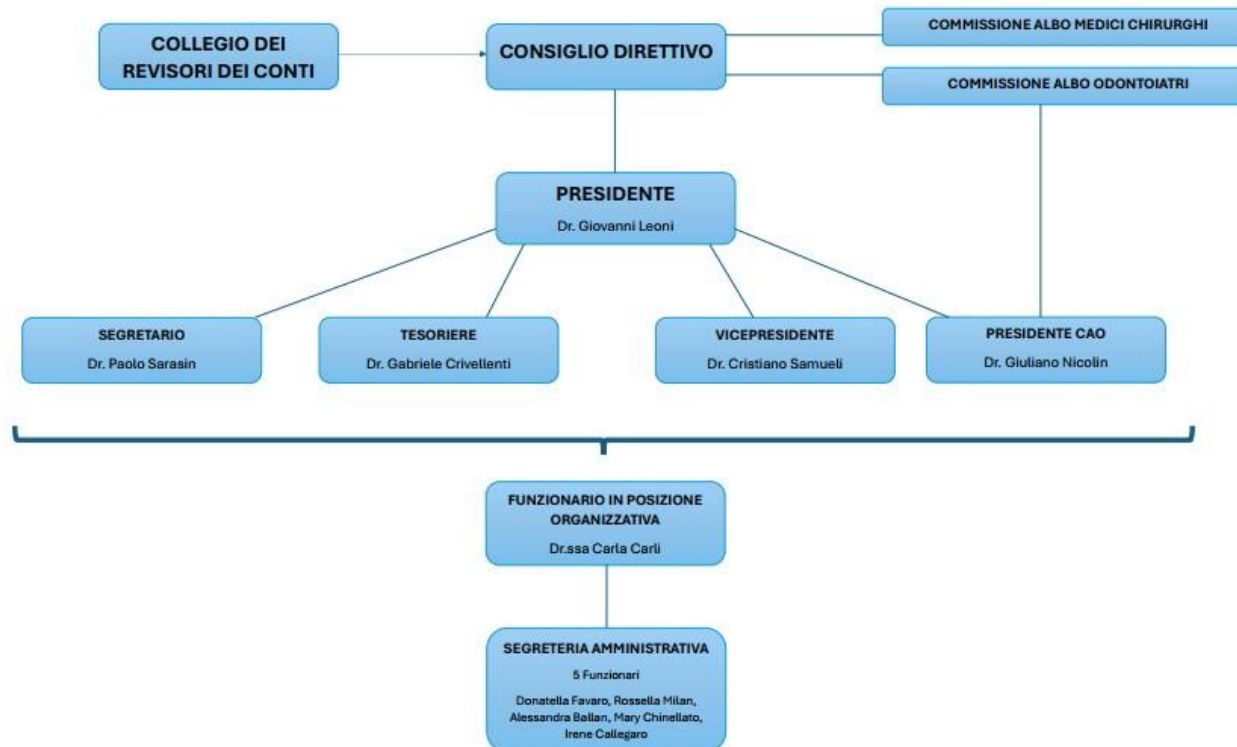 COLLEGIO DEI
REVISORI DEI CONTI
CONSIGLIO DIRETTIVO
COMMISSIONE ALBO MEDICI CHIRURGHI
COMMISSIONE ALBO ODONTOIATRI
PRESIDENTE
Dr. Giovanni Leoni
SEGRETARIO
Dr. Paolo Sarasin
TESORIERE
Dr. Gabriele Crivellenti
VICEPRESIDENTE
Dr. Cristiano Samueli
PRESIDENTE CAO
Dr. Giuliano Nicolin
FUNZIONARIO IN POSIZIONE
ORGANIZZATIVA
Dr.ssa Carla Carli
SEGRETERIA AMMINISTRATIVA
5 Funzionari
Donatella Favaro, Rossella Milan,
Alessandra Ballan, Mary Chinellato,
Irene Callegaro